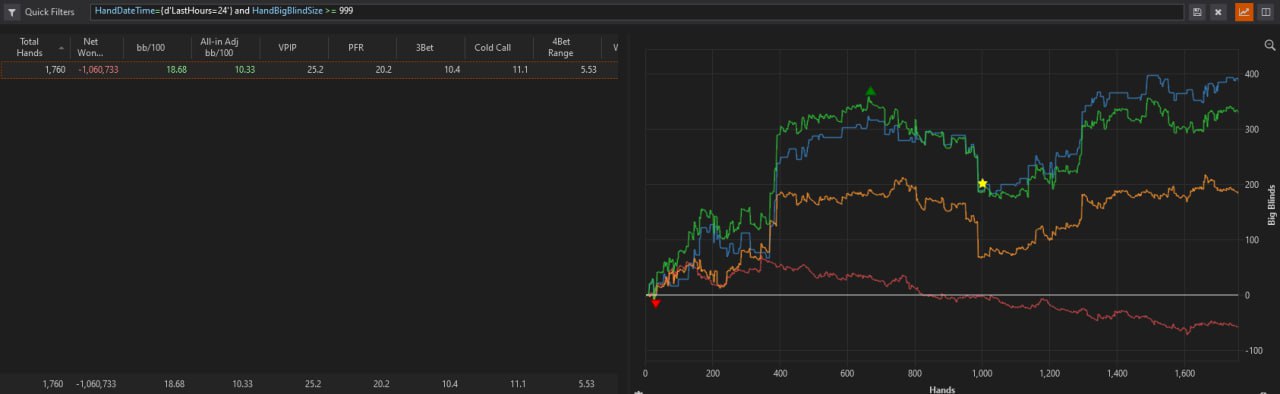 Quick Filters HandDateTime={d'LastHours=24'} and HandBigBlindSize >= 999
Total Hands Net Won... bb/100 All-in Adj bb/100 VPIP PFR 3Bet Cold Call 4Bet Range W
1,760 -1,060,733 18.68 10.33 25.2 20.2 10.4 11.1 5.53
1,760 -1,060,733 18.68 10.33 25.2 20.2 10.4 11.1 5.53
400
300
200
100
0
-100
Big Blinds
0 200 400 600 800 1,000 1,200 1,400 1,600
Hands